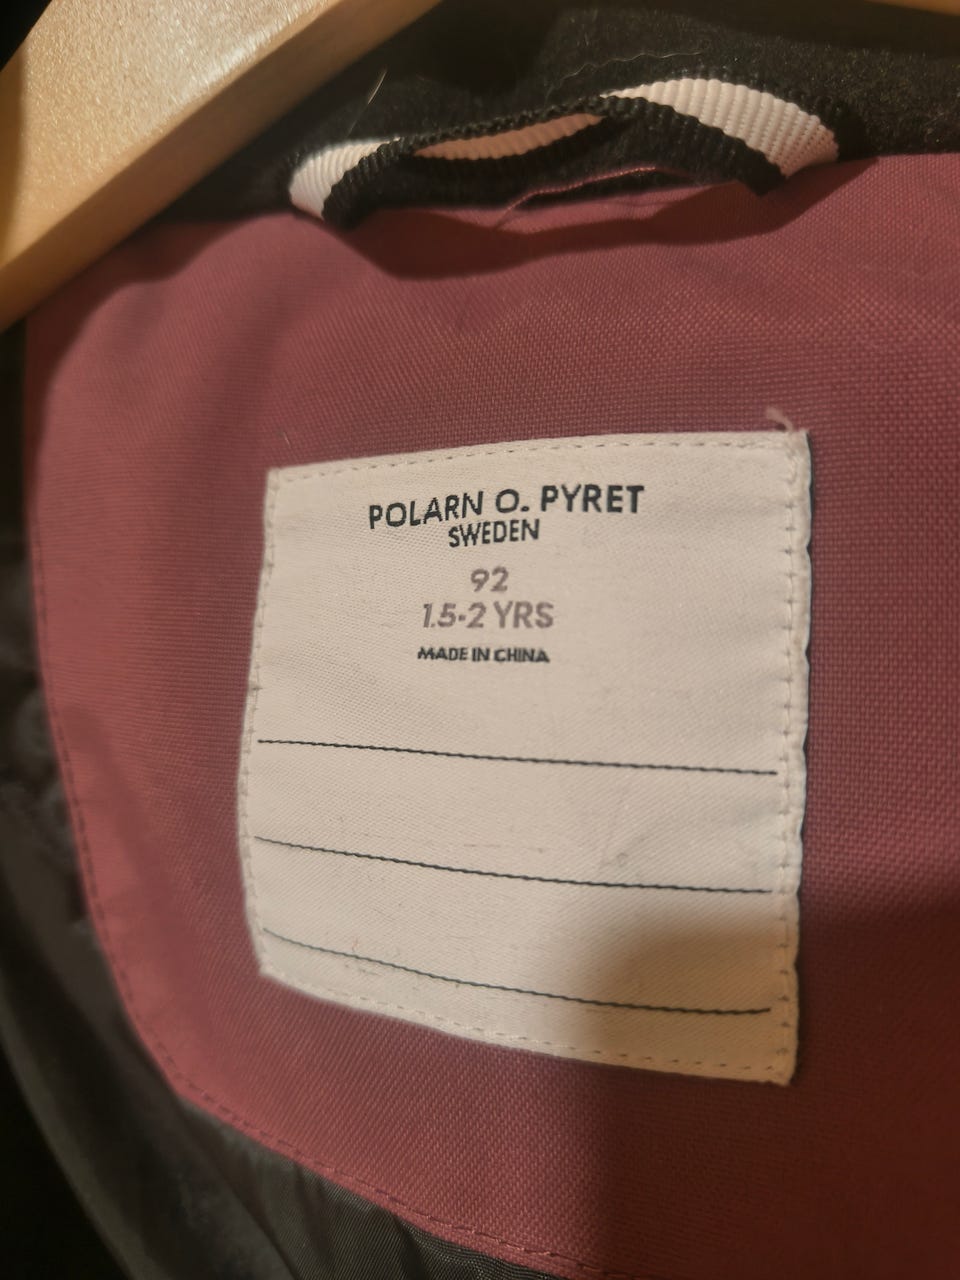 POLARN O. PYRET
SWEDEN
92
1.5-2 YRS
MADE IN CHINA